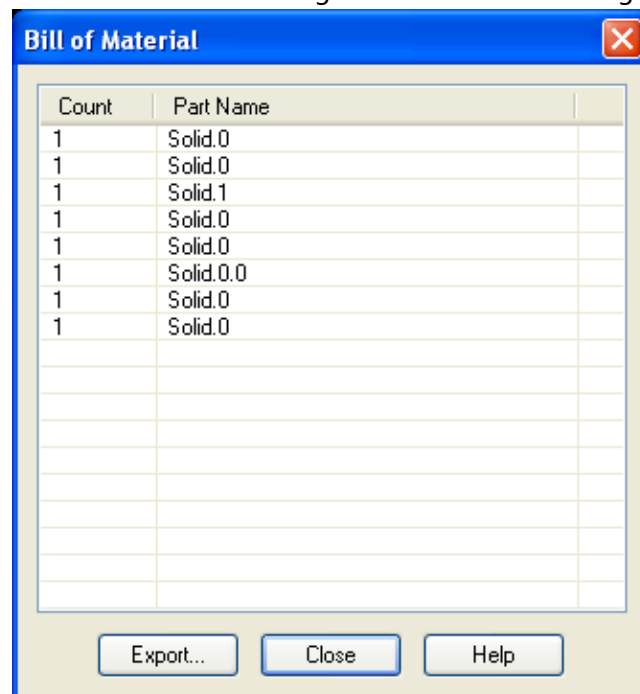 Bill of Material
Count Part Name
1 Solid.0
1 Solid.0
1 Solid.1
1 Solid.0
1 Solid.0
1 Solid.0.0
1 Solid.0
1 Solid.0
Export... Close Help